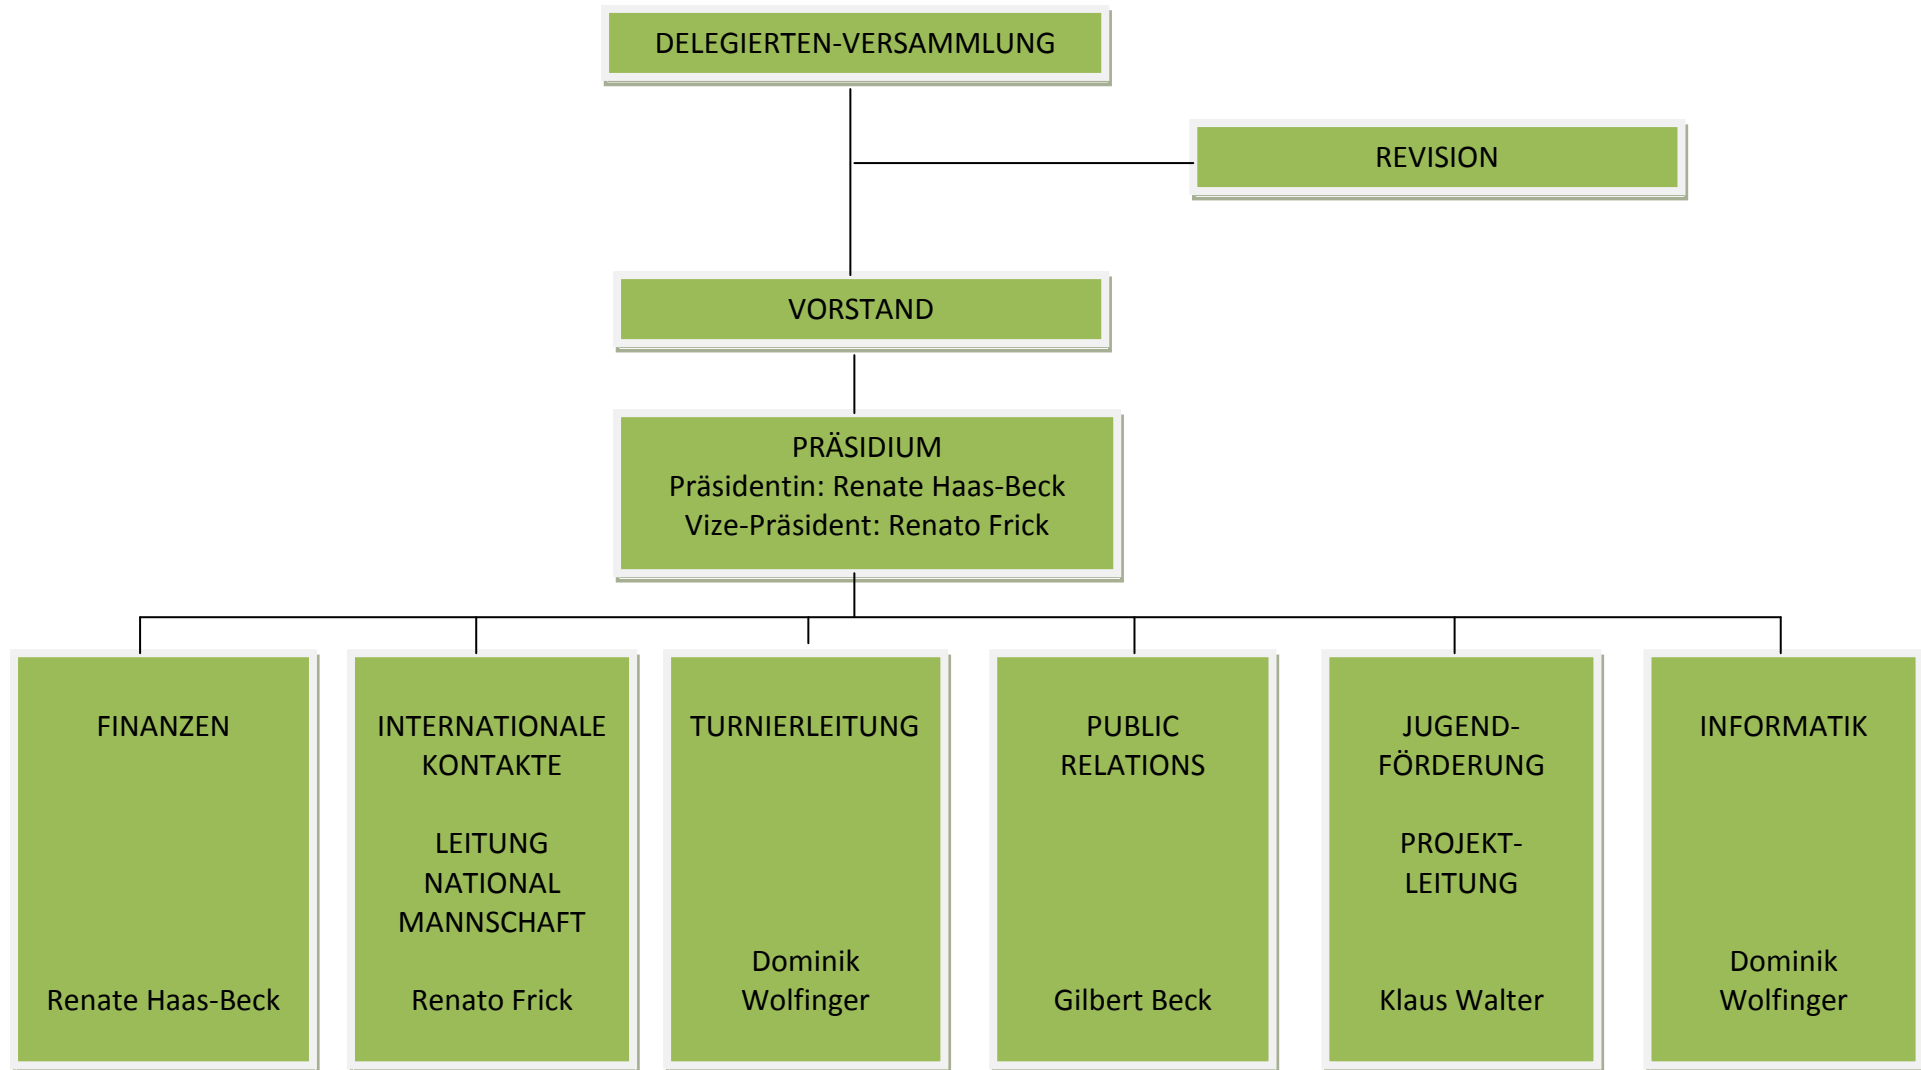 DELEGIERTEN-VERSAMMLUNG
REVISION
VORSTAND
PRÄSIDIUM
Präsidentin: Renate Haas-Beck
Vize-Präsident: Renato Frick
FINANZEN
Renate Haas-Beck
INTERNATIONALE
KONTAKTE
LEITUNG
NATIONAL
MANNSCHAFT
Renato Frick
TURNIERLEITUNG
Dominik
Wolfinger
PUBLIC
RELATIONS
Gilbert Beck
JUGEND-
FÖRDERUNG
PROJEKT-
LEITUNG
Klaus Walter
INFORMATIK
Dominik
Wolfinger